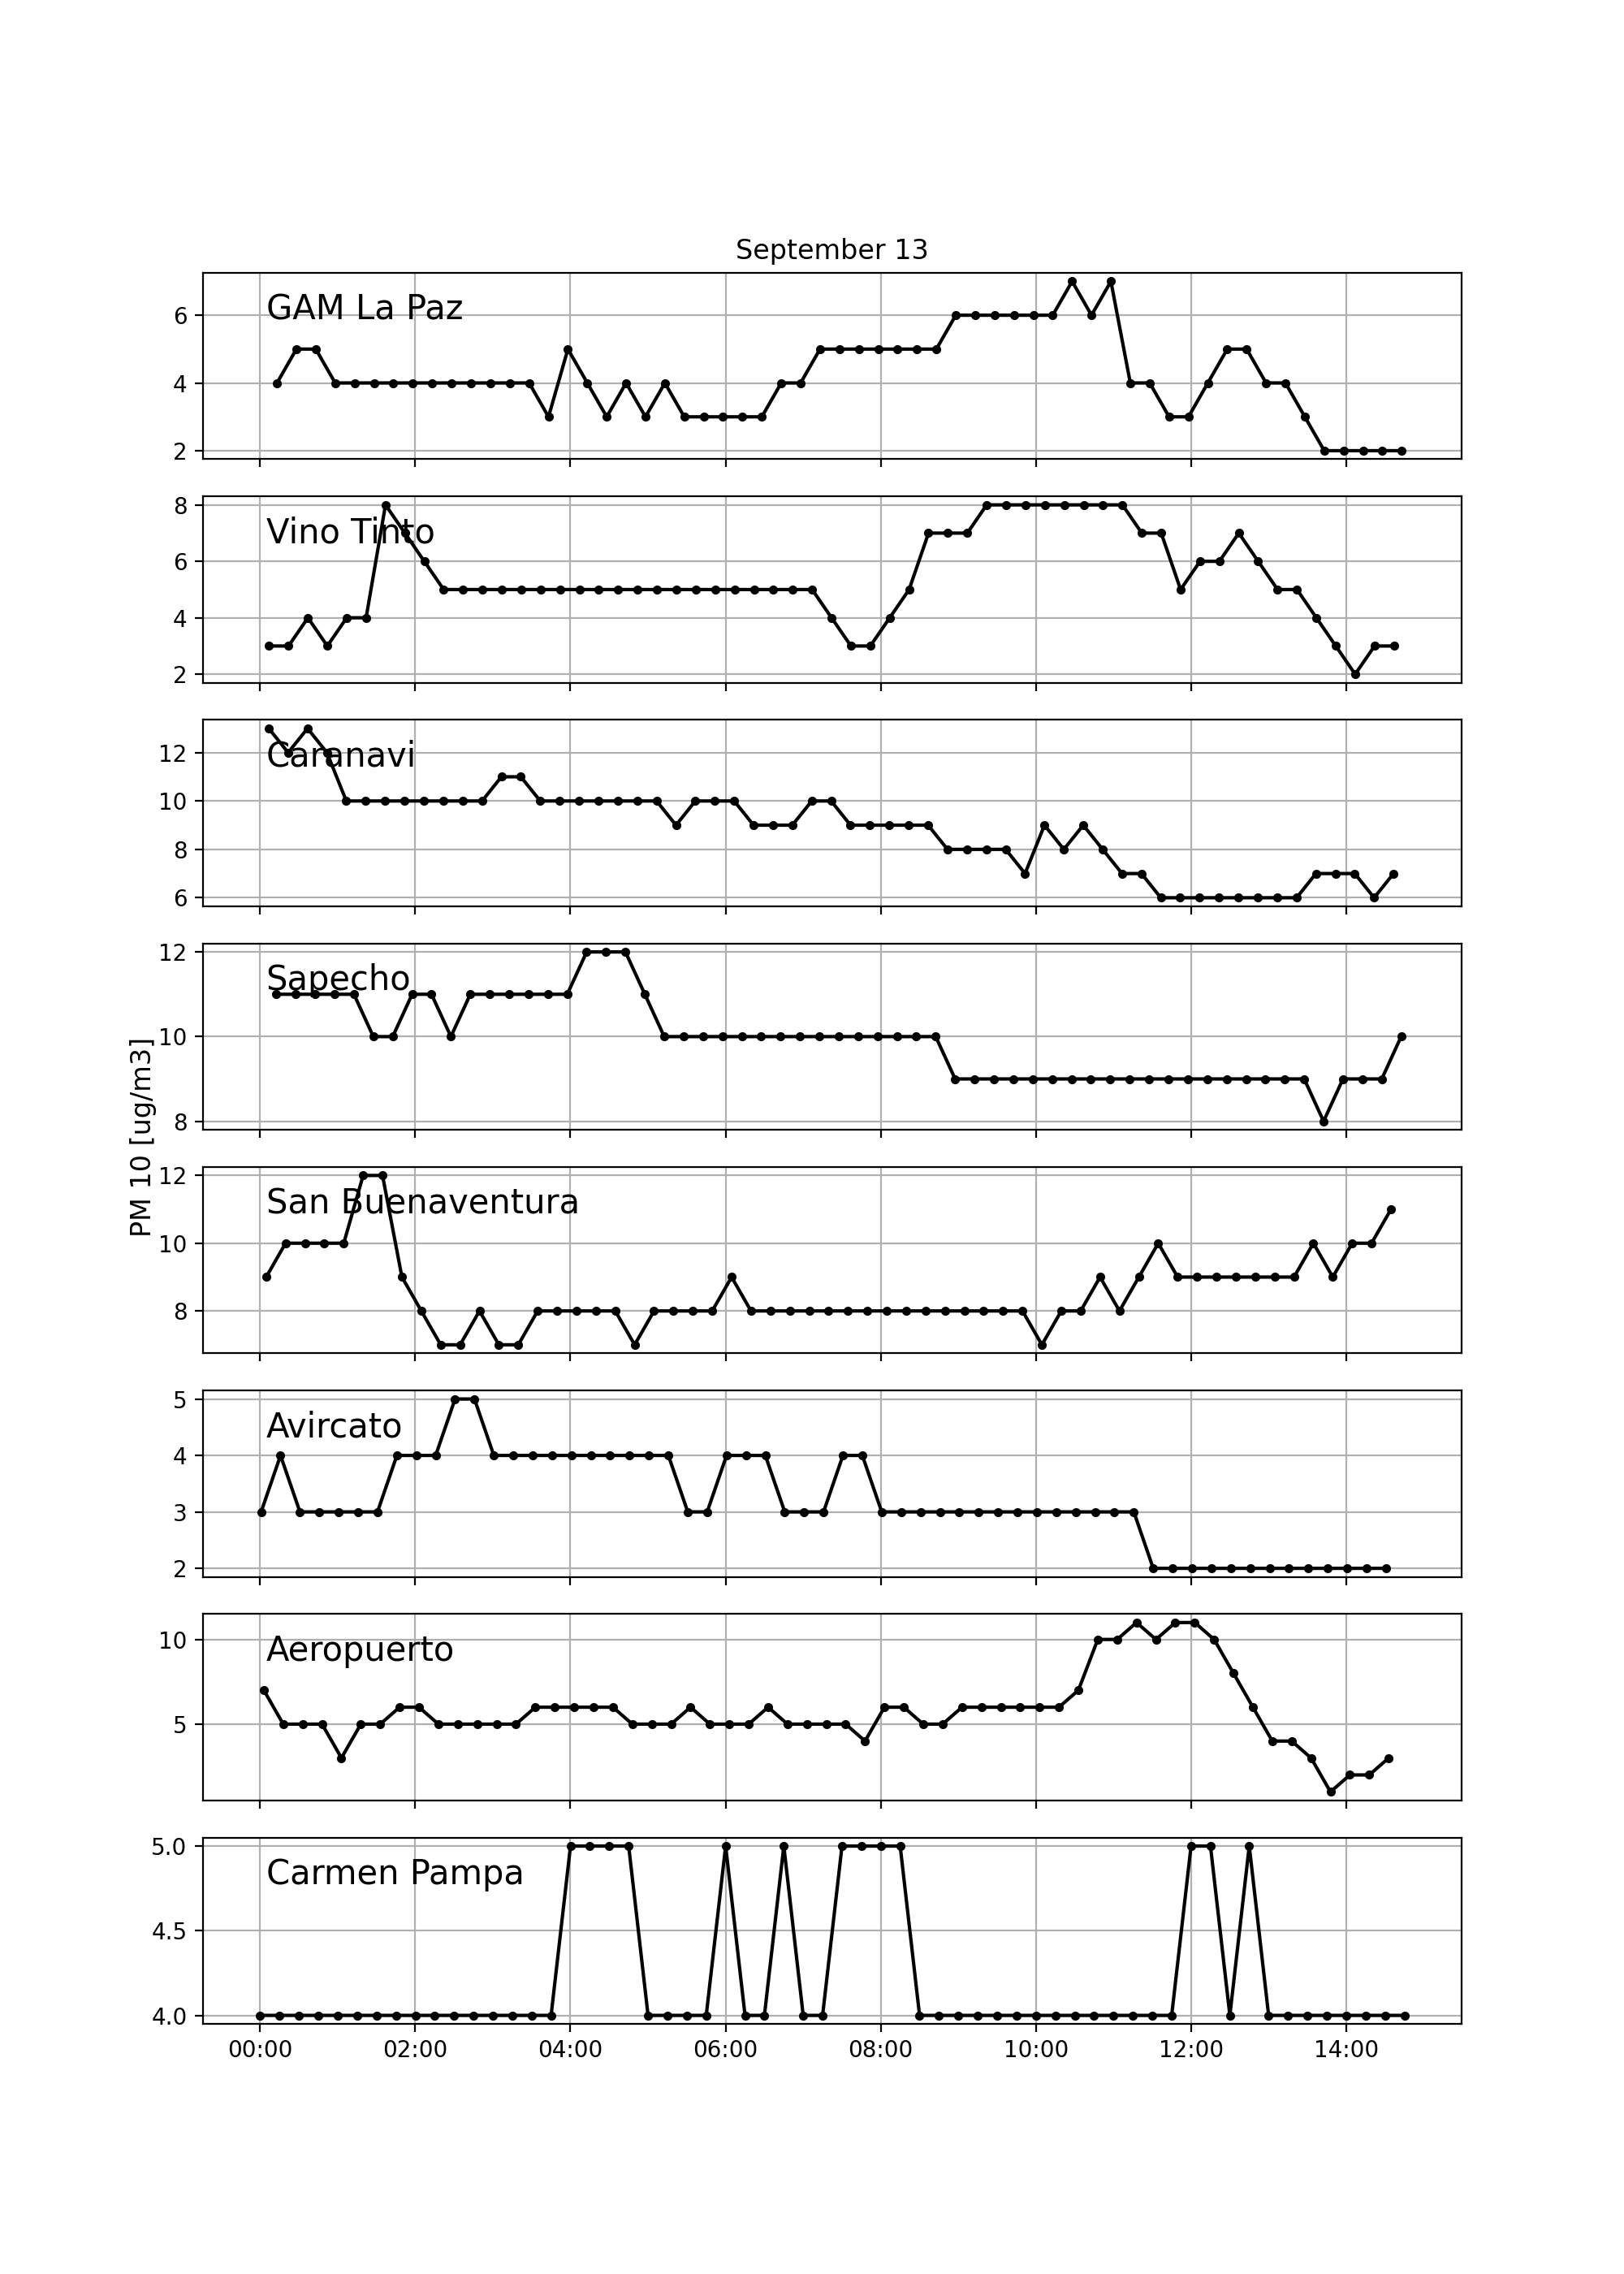 September 13
GAM La Paz
6
4
2
Vino Tinto
8
6
4
2
Caranavi
12
10
8
6
Sapecho
12
10
8
PM 10 [ug/m3]
San Buenaventura
12
10
8
Avircato
5
4
3
2
Aeropuerto
10
5
Carmen Pampa
5.0
4.5
4.0
00:00 02:00 04:00 06:00 08:00 10:00 12:00 14:00